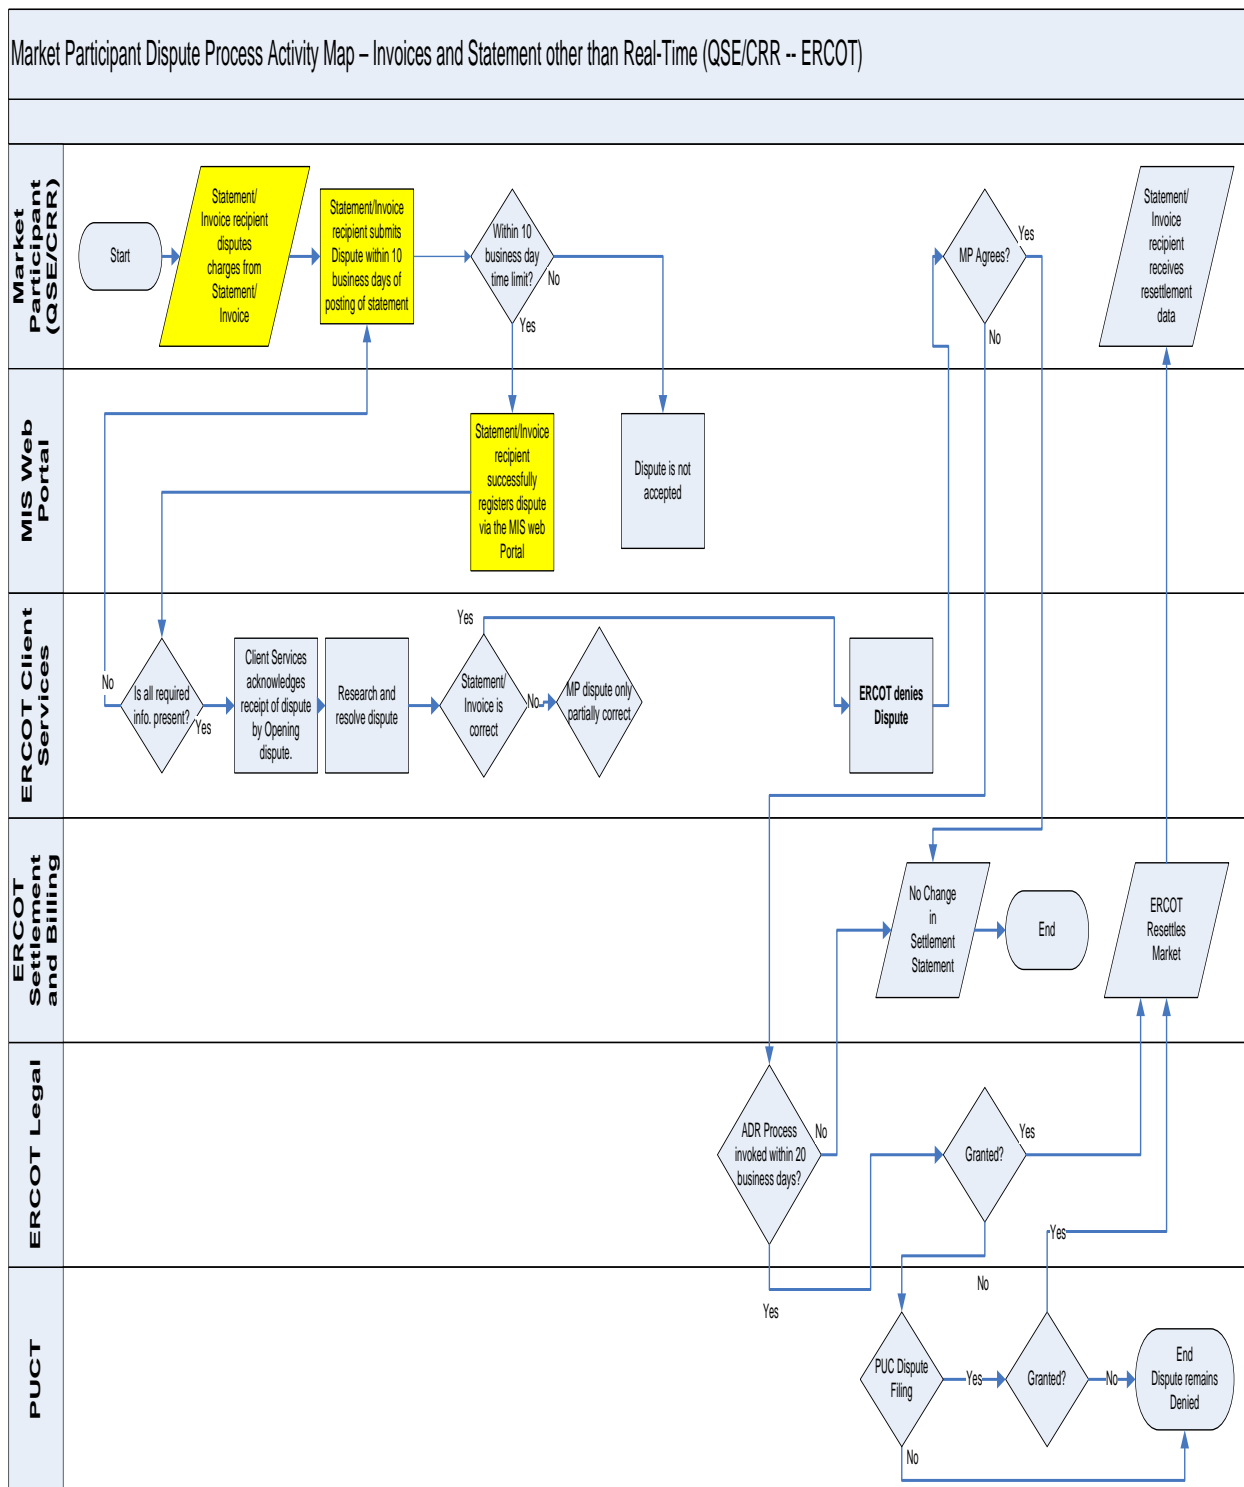 Market Participant Dispute Process Activity Map – Invoices and Statement other than Real-Time (QSE/CRR -- ERCOT)
Market
Participant
(QSE/CRR)
Start
Statement/
Invoice recipient
disputes
charges from
Statement/
Invoice
Statement/Invoice
recipient submits
Dispute within 10
business days of
posting of statement
Within 10
business day
time limit?
No
Yes
MP Agrees?
Yes
No
Statement/
Invoice
recipient
receives
resettlement
data
MIS Web
Portal
Statement/Invoice
recipient
successfully
registers dispute
via the MIS web
Portal
Dispute is not
accepted
ERCOT Client
Services
No
Is all required
info. present?
Yes
Client Services
acknowledges
receipt of dispute
by Opening
dispute.
Research and
resolve dispute
Yes
Statement/
Invoice is
correct
No
MP dispute only
partially correct
ERCOT denies
Dispute
ERCOT
Settlement
and Billing
No Change
in
Settlement
Statement
End
ERCOT
Resettles
Market
ERCOT Legal
ADR Process
invoked within 20
business days?
No
Yes
Granted?
Yes
No
PUCT
PUC Dispute
Filing
Yes
No
Granted?
Yes
No
End
Dispute remains
Denied